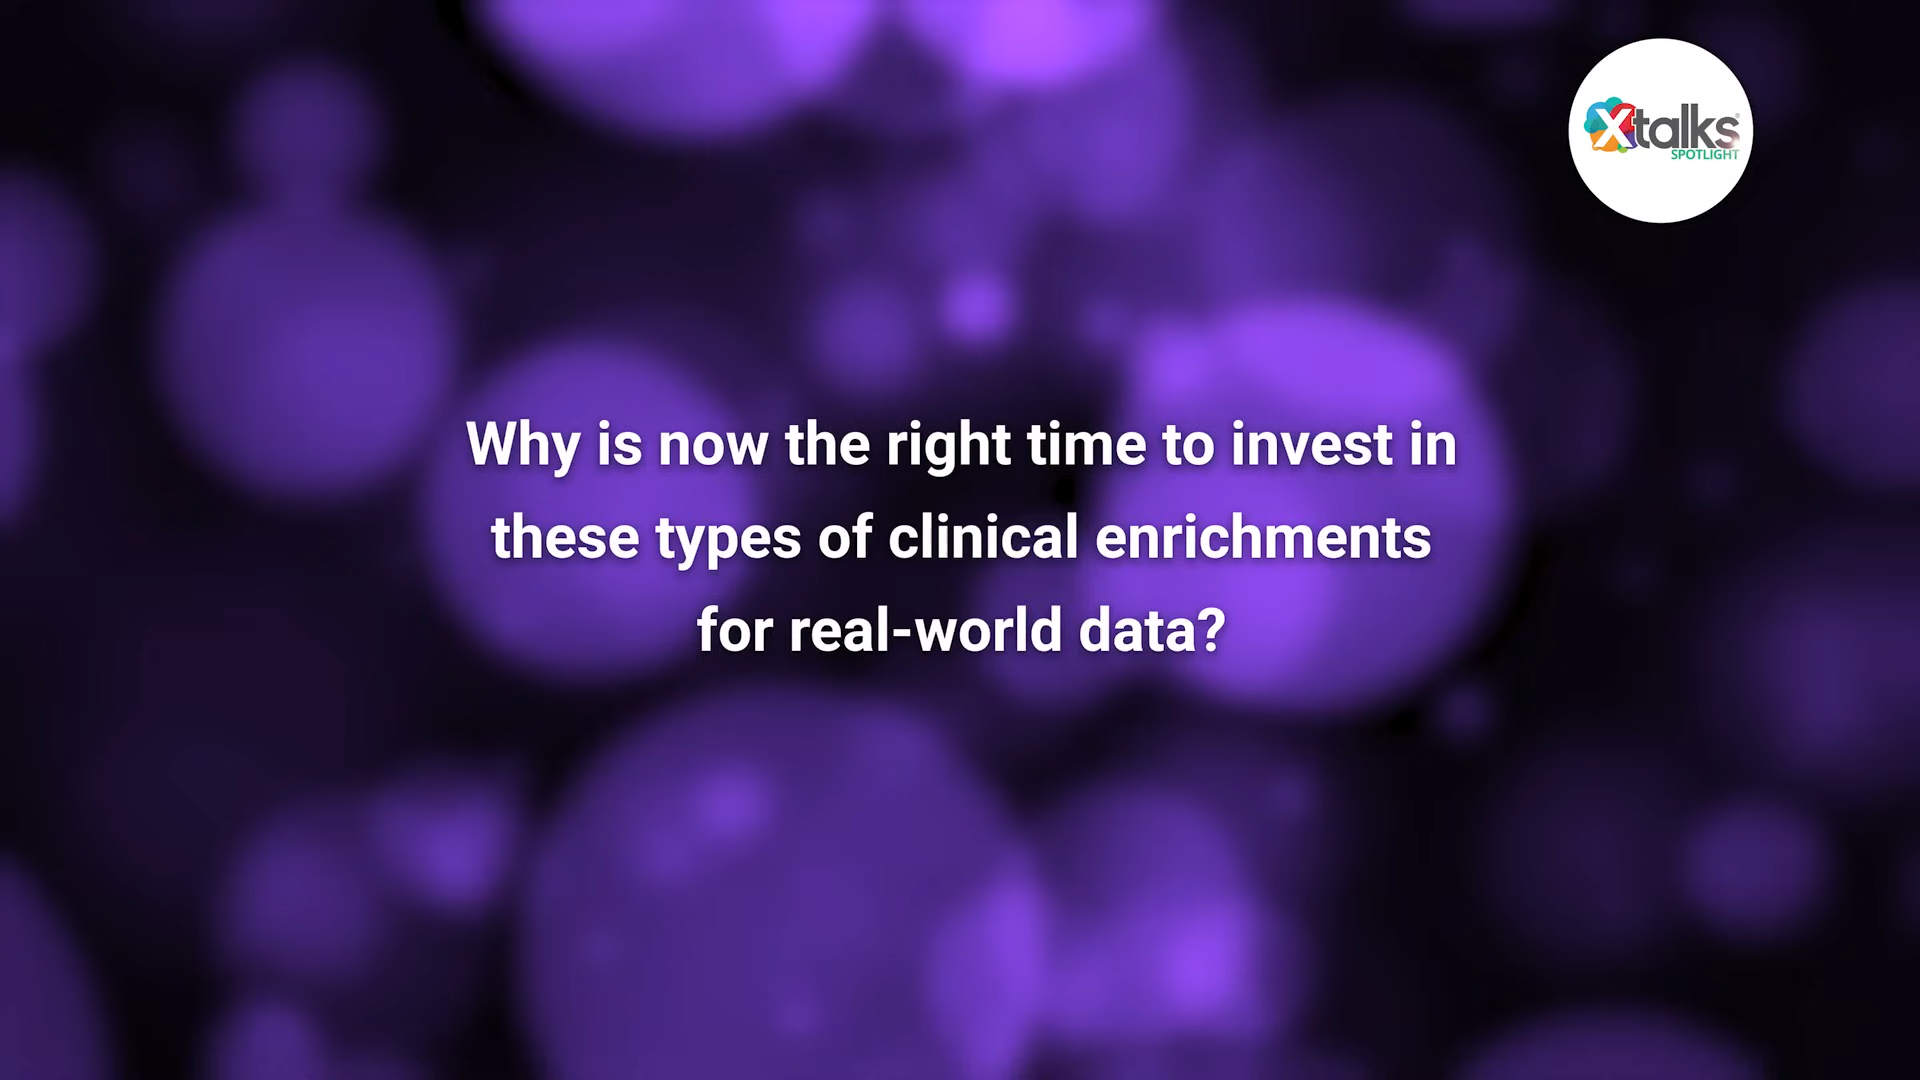 Xtalks
SPOTLIGHT
Why is now the right time to invest in
these types of clinical enrichments
for real-world data?